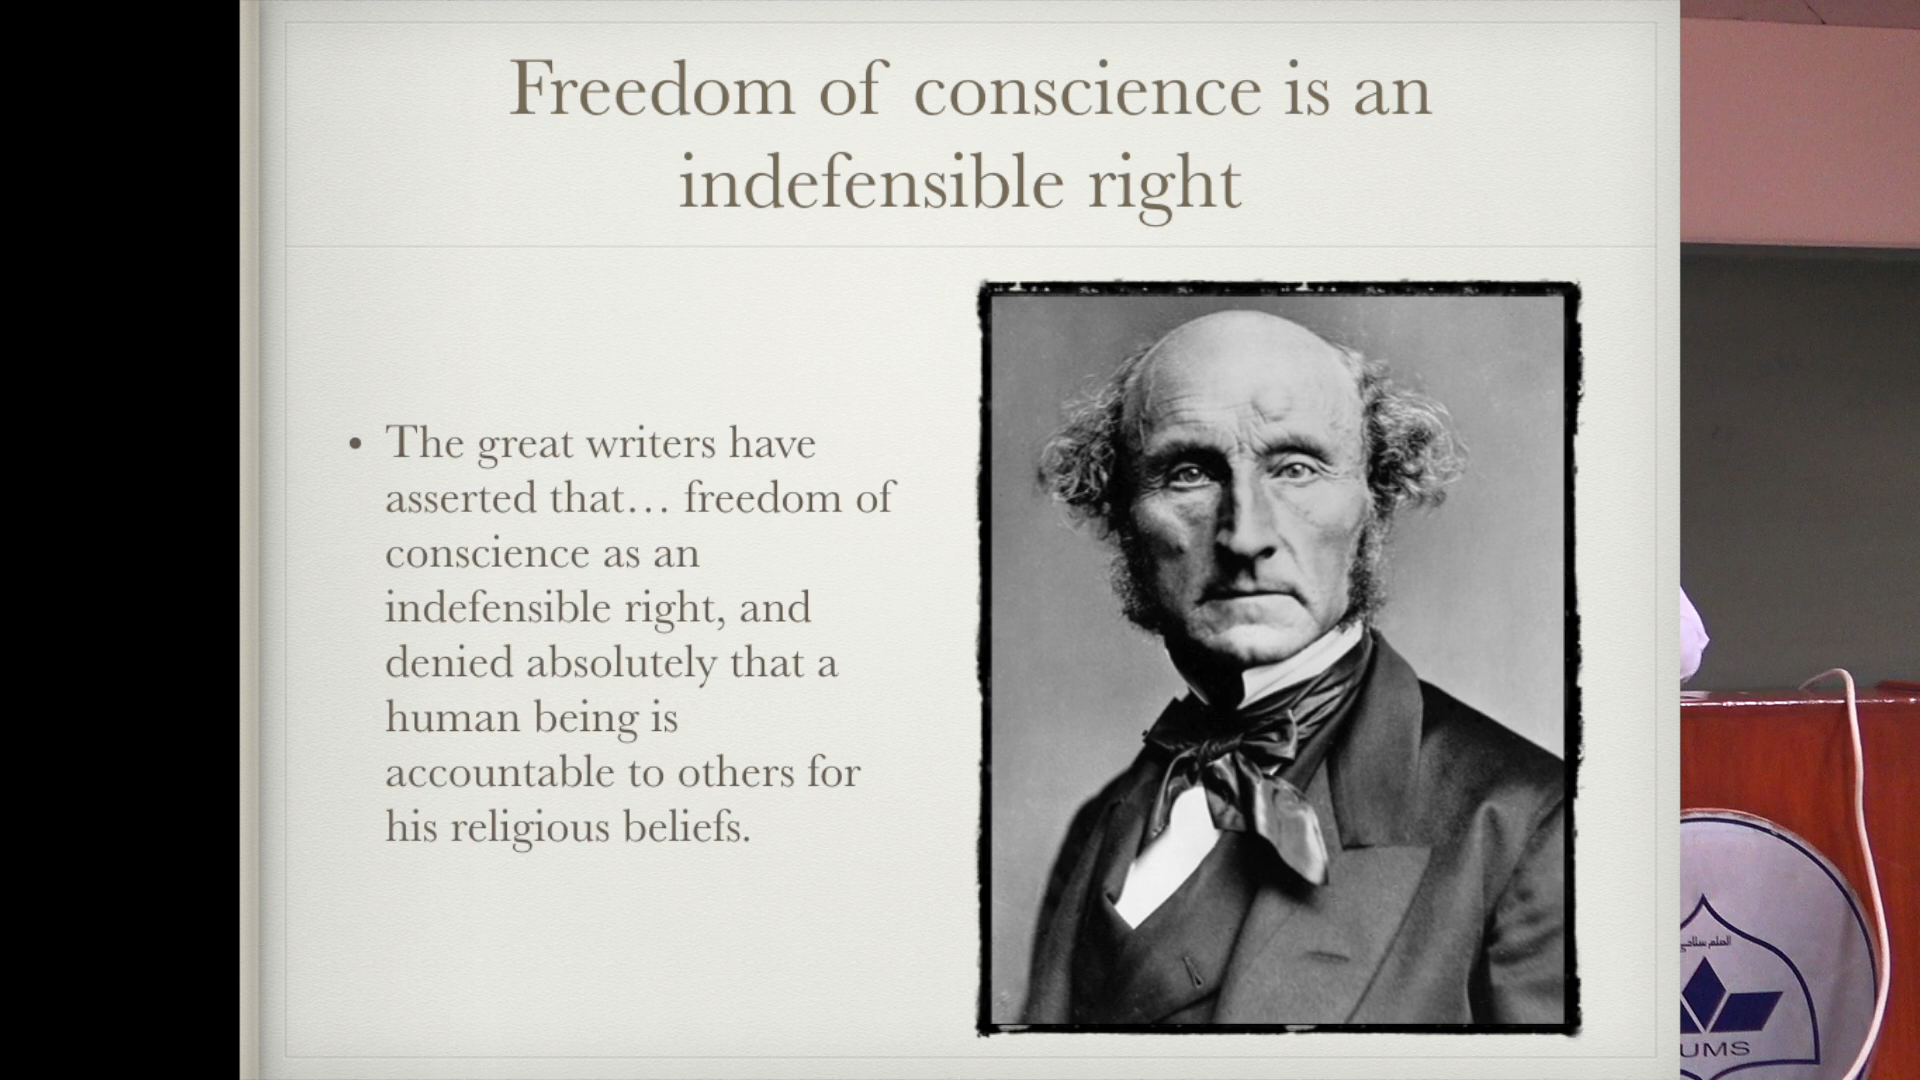 Freedom of conscience is an
indefensible right
• The great writers have
asserted that… freedom of
conscience as an
indefensible right, and
denied absolutely that a
human being is
accountable to others for
his religious beliefs.
UMS